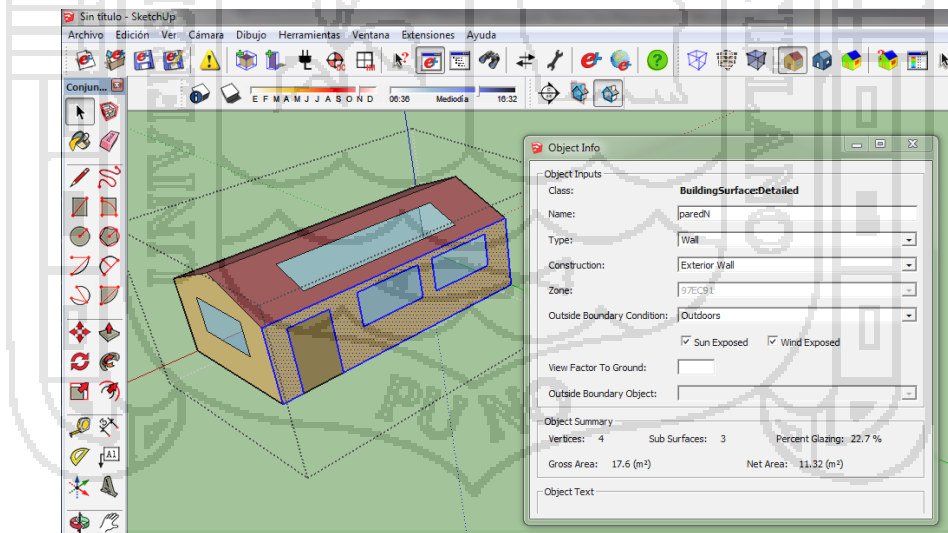 Sin título - SketchUp
Archivo Edición Ver Cámara Dibujo Herramientas Ventana Extensiones Ayuda
Conjun...
E F M A M J J A S O N D 06:36 Mediodía 16:32
Object Info
Object Inputs
Class: BuildingSurface:Detailed
Name: paredN
Type: Wall
Construction: Exterior Wall
Zone: 97EC91
Outside Boundary Condition: Outdoors
Sun Exposed Wind Exposed
View Factor To Ground:
Outside Boundary Object:
Object Summary
Vertices: 4 Sub Surfaces: 3 Percent Glazing: 22.7 %
Gross Area: 17.6 (m²) Net Area: 11.32 (m²)
Object Text
A1
PUNO